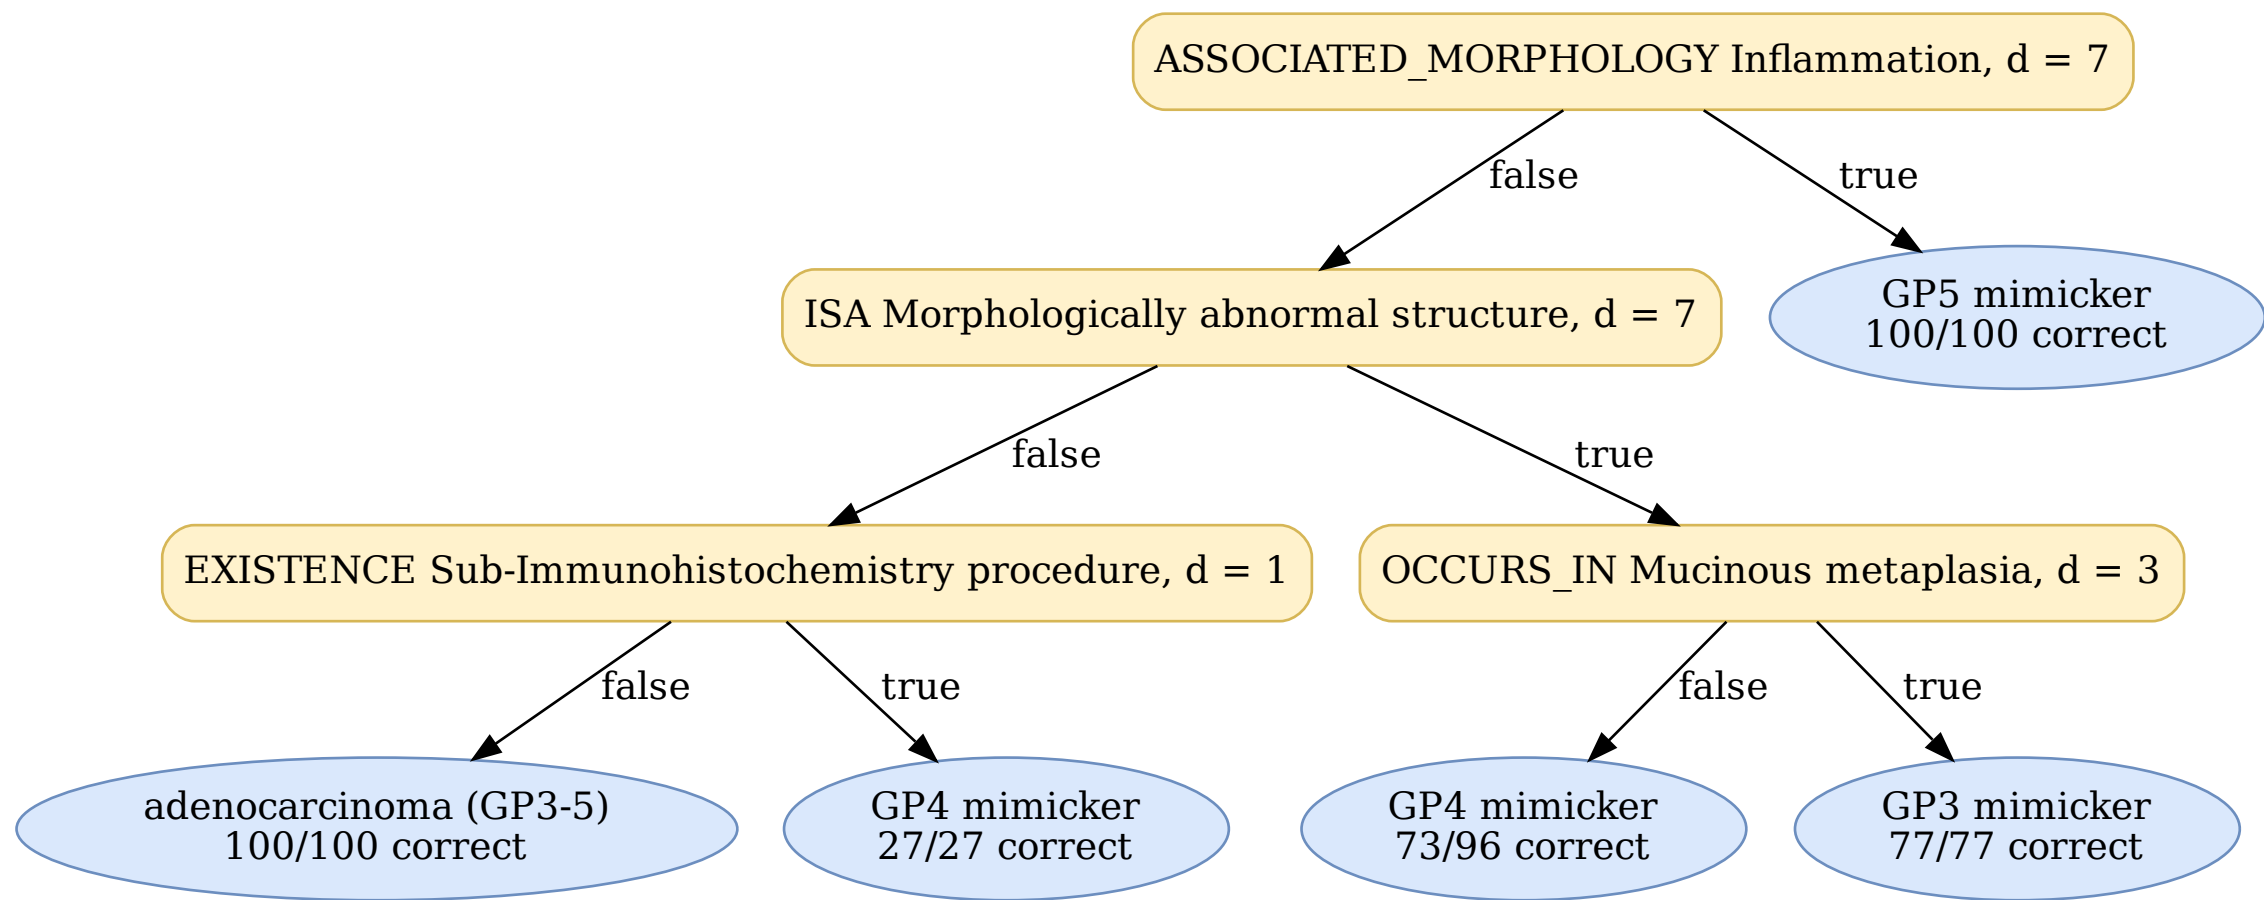 ASSOCIATED_MORPHOLOGY Inflammation, d = 7
false
true
ISA Morphologically abnormal structure, d = 7
GP5 mimicker
100/100 correct
false
true
EXISTENCE Sub-Immunohistochemistry procedure, d = 1
OCCURS_IN Mucinous metaplasia, d = 3
false
true
false
true
adenocarcinoma (GP3-5)
100/100 correct
GP4 mimicker
27/27 correct
GP4 mimicker
73/96 correct
GP3 mimicker
77/77 correct